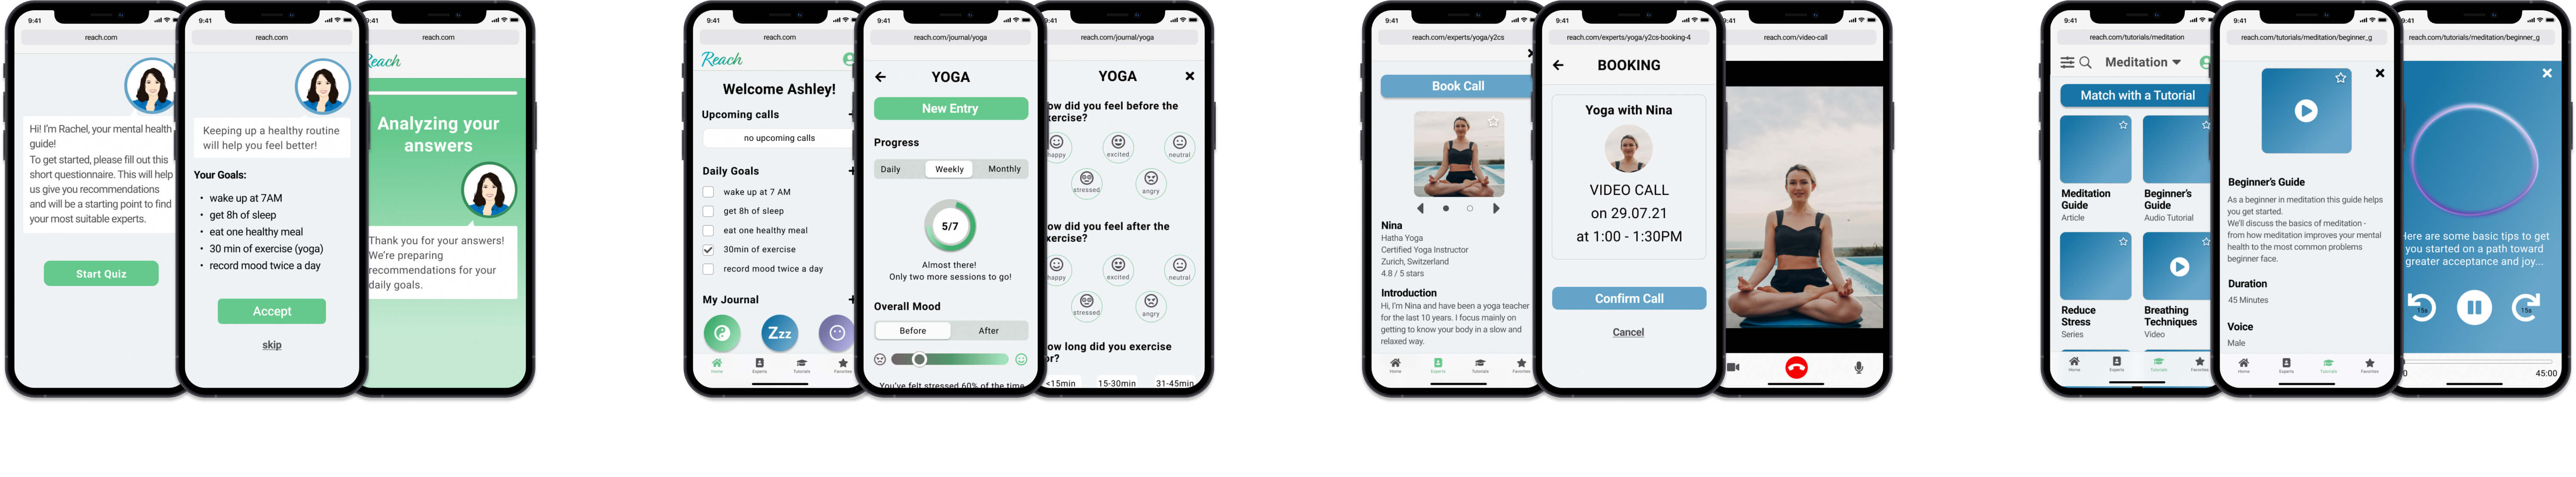 9:41
reach.com
Hi! I'm Rachel, your mental health
guide!
To get started, please fill out this
short questionnaire. This will help
us give you recommendations
and will be a starting point to find
your most suitable experts.
Start Quiz
9:41
reach.com
Keeping up a healthy routine
will help you feel better!
Your Goals:
• wake up at 7AM
• get 8h of sleep
• eat one healthy meal
• 30 min of exercise (yoga)
• record mood twice a day
Accept
skip
9:41
reach.com
Reach
Analyzing your
answers
Thank you for your answers!
We're preparing
recommendations for your
daily goals.
9:41
reach.com
Reach
Welcome Ashley!
Upcoming calls
no upcoming calls
Daily Goals
wake up at 7 AM
get 8h of sleep
eat one healthy meal
30min of exercise
record mood twice a day
My Journal
Zzz
Home Experts Tutorials Favorites
9:41
reach.com/journal/yoga
YOGA
New Entry
Progress
Daily Weekly Monthly
5/7
Almost there!
Only two more sessions to go!
Overall Mood
Before After
You've felt stressed 60% of the time
9:41
reach.com/journal/yoga
YOGA
ow did you feel before the
xercise?
happy excited neutral
stressed angry
ow did you feel after the
xercise?
happy excited neutral
stressed angry
ow long did you exercise
or?
<15min 15-30min 31-45min
9:41
reach.com/experts/yoga/y2cs
Book Call
Nina
Hatha Yoga
Certified Yoga Instructor
Zurich, Switzerland
4.8 / 5 stars
Introduction
Hi, I'm Nina and have been a yoga teacher
for the last 10 years. I focus mainly on
getting to know your body in a slow and
relaxed way.
Home Experts Tutorials Favorites
9:41
reach.com/experts/yoga/y2cs-booking-4
BOOKING
Yoga with Nina
VIDEO CALL
on 29.07.21
at 1:00 - 1:30PM
Confirm Call
Cancel
9:41
reach.com/video-call
9:41
reach.com/tutorials/meditation
Meditation
Match with a Tutorial
Meditation
Guide
Article
Beginner's
Guide
Audio Tutorial
Reduce
Stress
Series
Breathing
Techniques
Video
Home Experts Tutorials Favorites
9:41
reach.com/tutorials/meditation/beginner_g
Beginner's Guide
As a beginner in meditation this guide helps
you get started.
We'll discuss the basics of meditation -
from how meditation improves your mental
health to the most common problems
beginner face.
Duration
45 Minutes
Voice
Male
Home Experts Tutorials Favorites
9:41
reach.com/tutorials/meditation/beginner_g
Here are some basic tips to get
you started on a path toward
greater acceptance and joy...
15s 15s
0 45:00